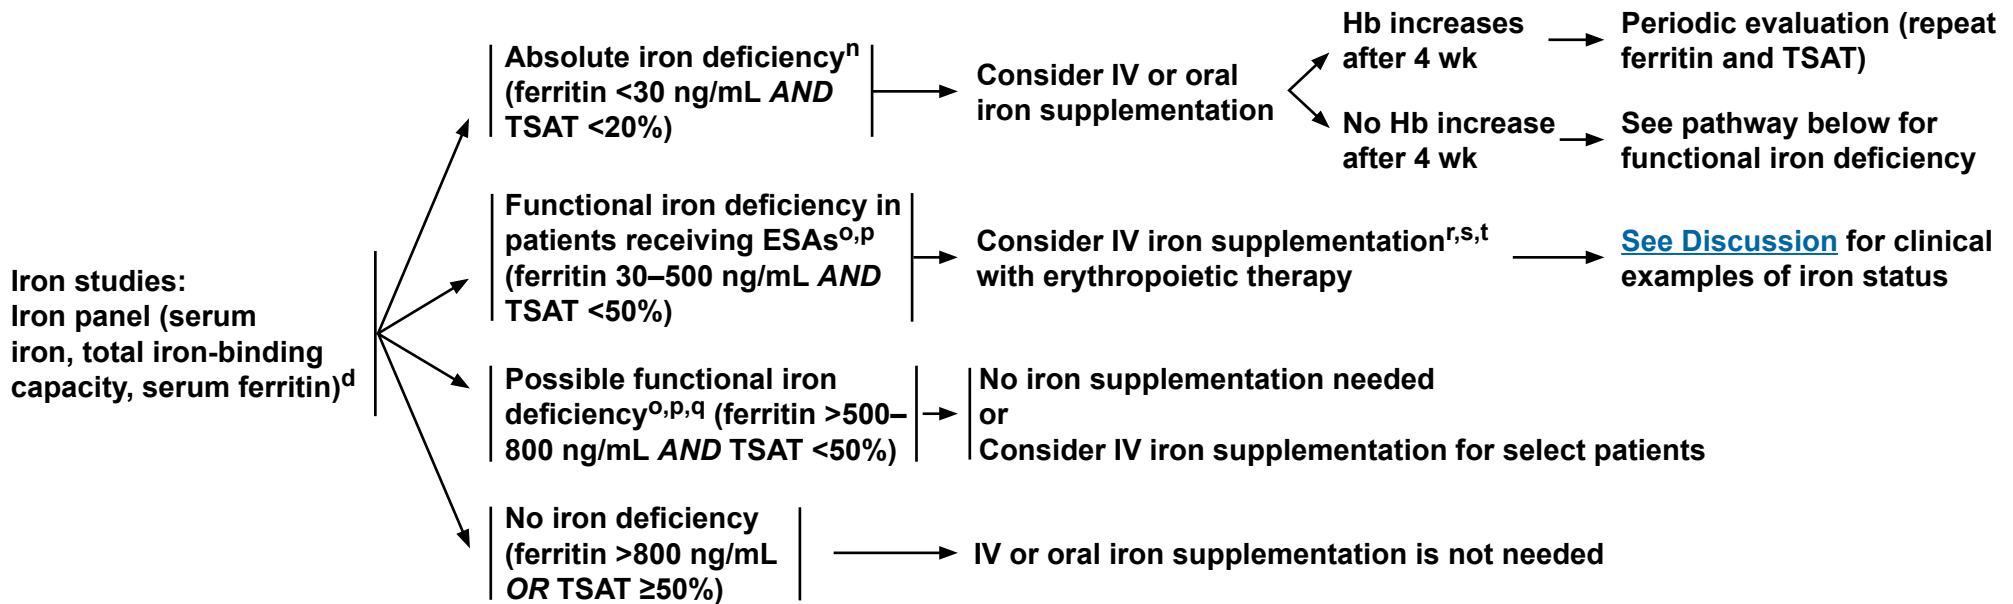 Iron studies:
Iron panel (serum
iron, total iron-binding
capacity, serum ferritin)d
Absolute iron deficiencyn
(ferritin <30 ng/mL AND
TSAT <20%)
Consider IV or oral
iron supplementation
Hb increases
after 4 wk
Periodic evaluation (repeat
ferritin and TSAT)
No Hb increase
after 4 wk
See pathway below for
functional iron deficiency
Functional iron deficiency in
patients receiving ESAso,p
(ferritin 30–500 ng/mL AND
TSAT <50%)
Consider IV iron supplementationr,s,t
with erythropoietic therapy
See Discussion for clinical
examples of iron status
Possible functional iron
deficiencyo,p,q (ferritin >500–
800 ng/mL AND TSAT <50%)
No iron supplementation needed
or
Consider IV iron supplementation for select patients
No iron deficiency
(ferritin >800 ng/mL
OR TSAT ≥50%)
IV or oral iron supplementation is not needed